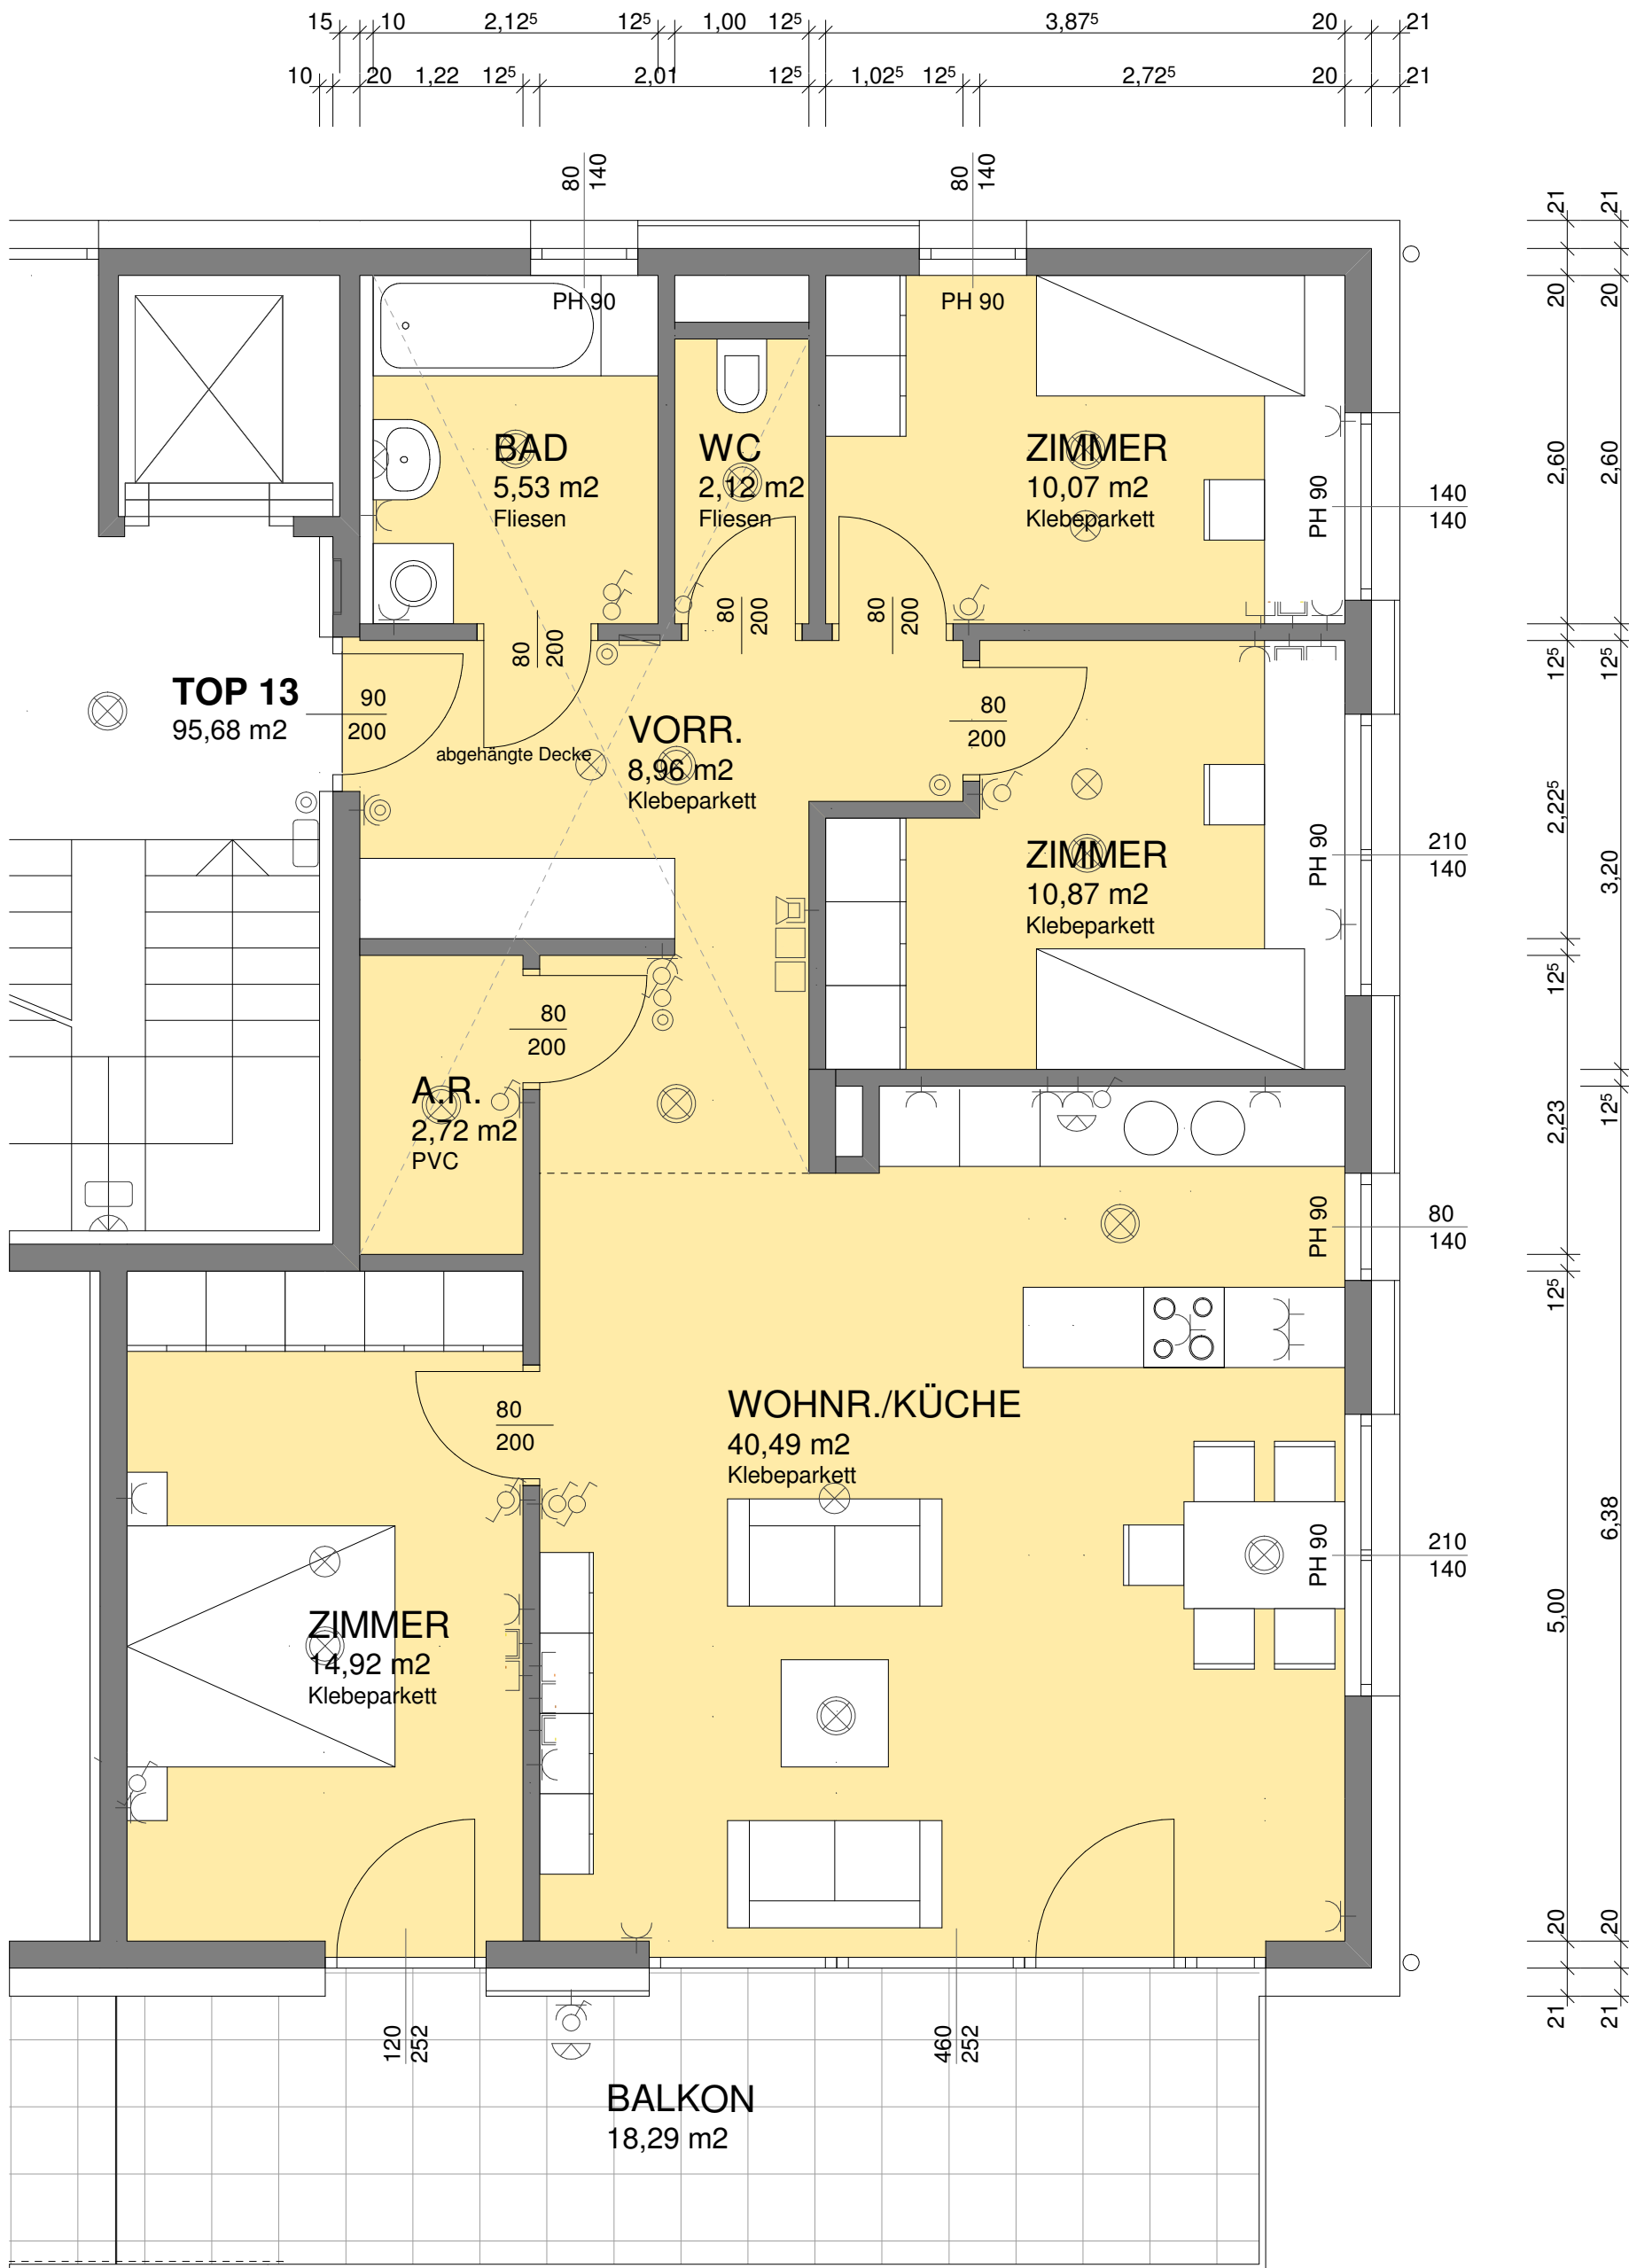 15 10 2,12⁵ 12⁵ 1,00 12⁵ 3,87⁵ 20 21
10 20 1,22 12⁵ 2,01 12⁵ 1,02⁵ 12⁵ 2,72⁵ 20 21
80
140
80
140
PH 90
PH 90
BAD
5,53 m2
Fliesen
WC
2,12 m2
Fliesen
ZIMMER
10,07 m2
Klebeparkett
PH 90
140
140
80
200
80
200
80
200
TOP 13
95,68 m2
90
200
abgehängte Decke
VORR.
8,96 m2
Klebeparkett
80
200
ZIMMER
10,87 m2
Klebeparkett
PH 90
210
140
80
200
A.R.
2,72 m2
PVC
PH 90
80
140
80
200
WOHNR./KÜCHE
40,49 m2
Klebeparkett
PH 90
210
140
ZIMMER
14,92 m2
Klebeparkett
120
252
460
252
BALKON
18,29 m2
21 20 2,60 12⁵ 2,22⁵ 12⁵ 2,23 12⁵ 5,00 20 21
21 20 2,60 12⁵ 3,20 12⁵ 6,38 20 21